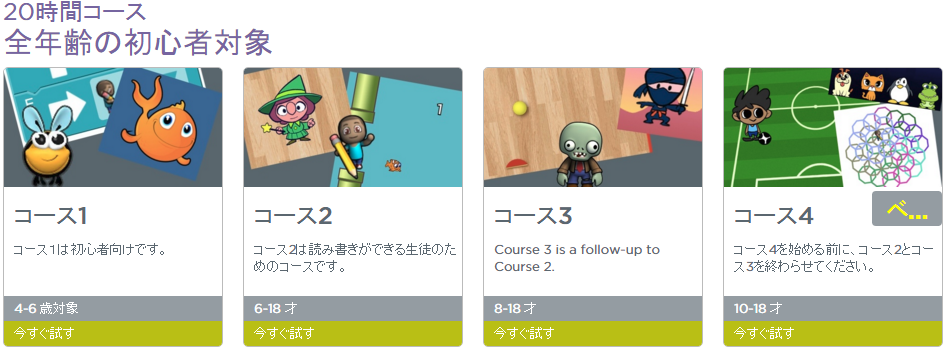 20時間コース
全年齢の初心者対象
1
コース1
コース1は初心者向けです。
4-6 歳対象
今すぐ試す
コース2
コース2は読み書きができる生徒のた
めのコースです。
6-18 才
今すぐ試す
コース3
Course 3 is a follow-up to
Course 2.
8-18 才
今すぐ試す
ベ...
コース4
コース4を始める前に、コース2とコー
ス3を終わらせてください。
10-18 才
今すぐ試す